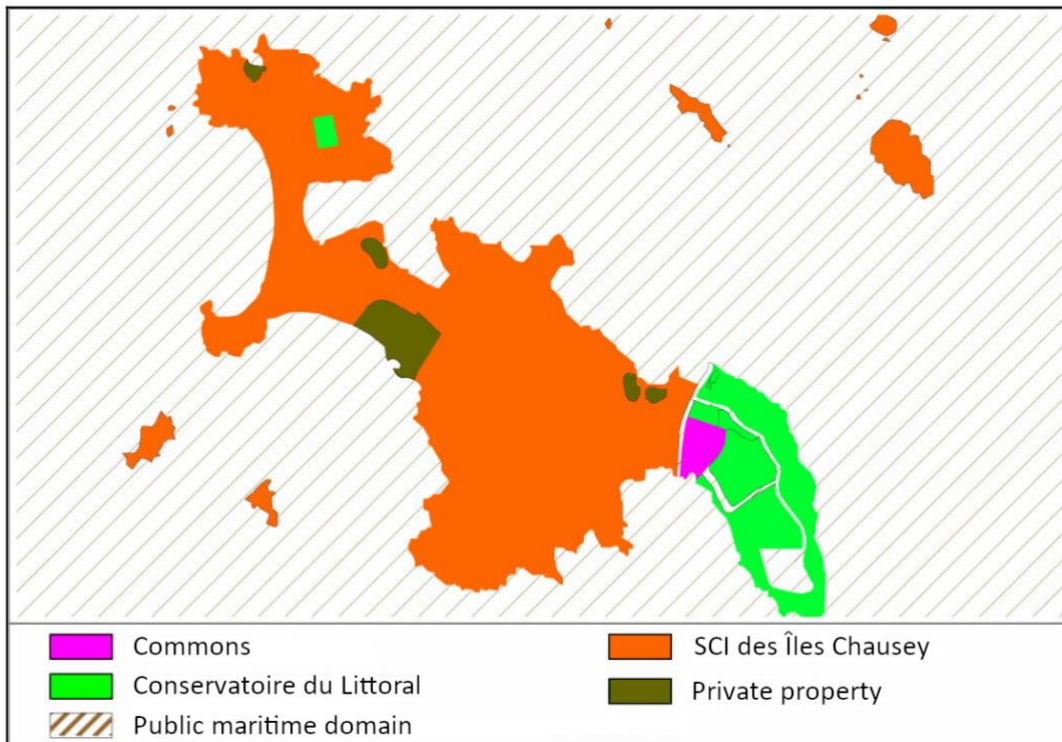 Commons
Conservatoire du Littoral
Public maritime domain
SCI des Îles Chausey
Private property